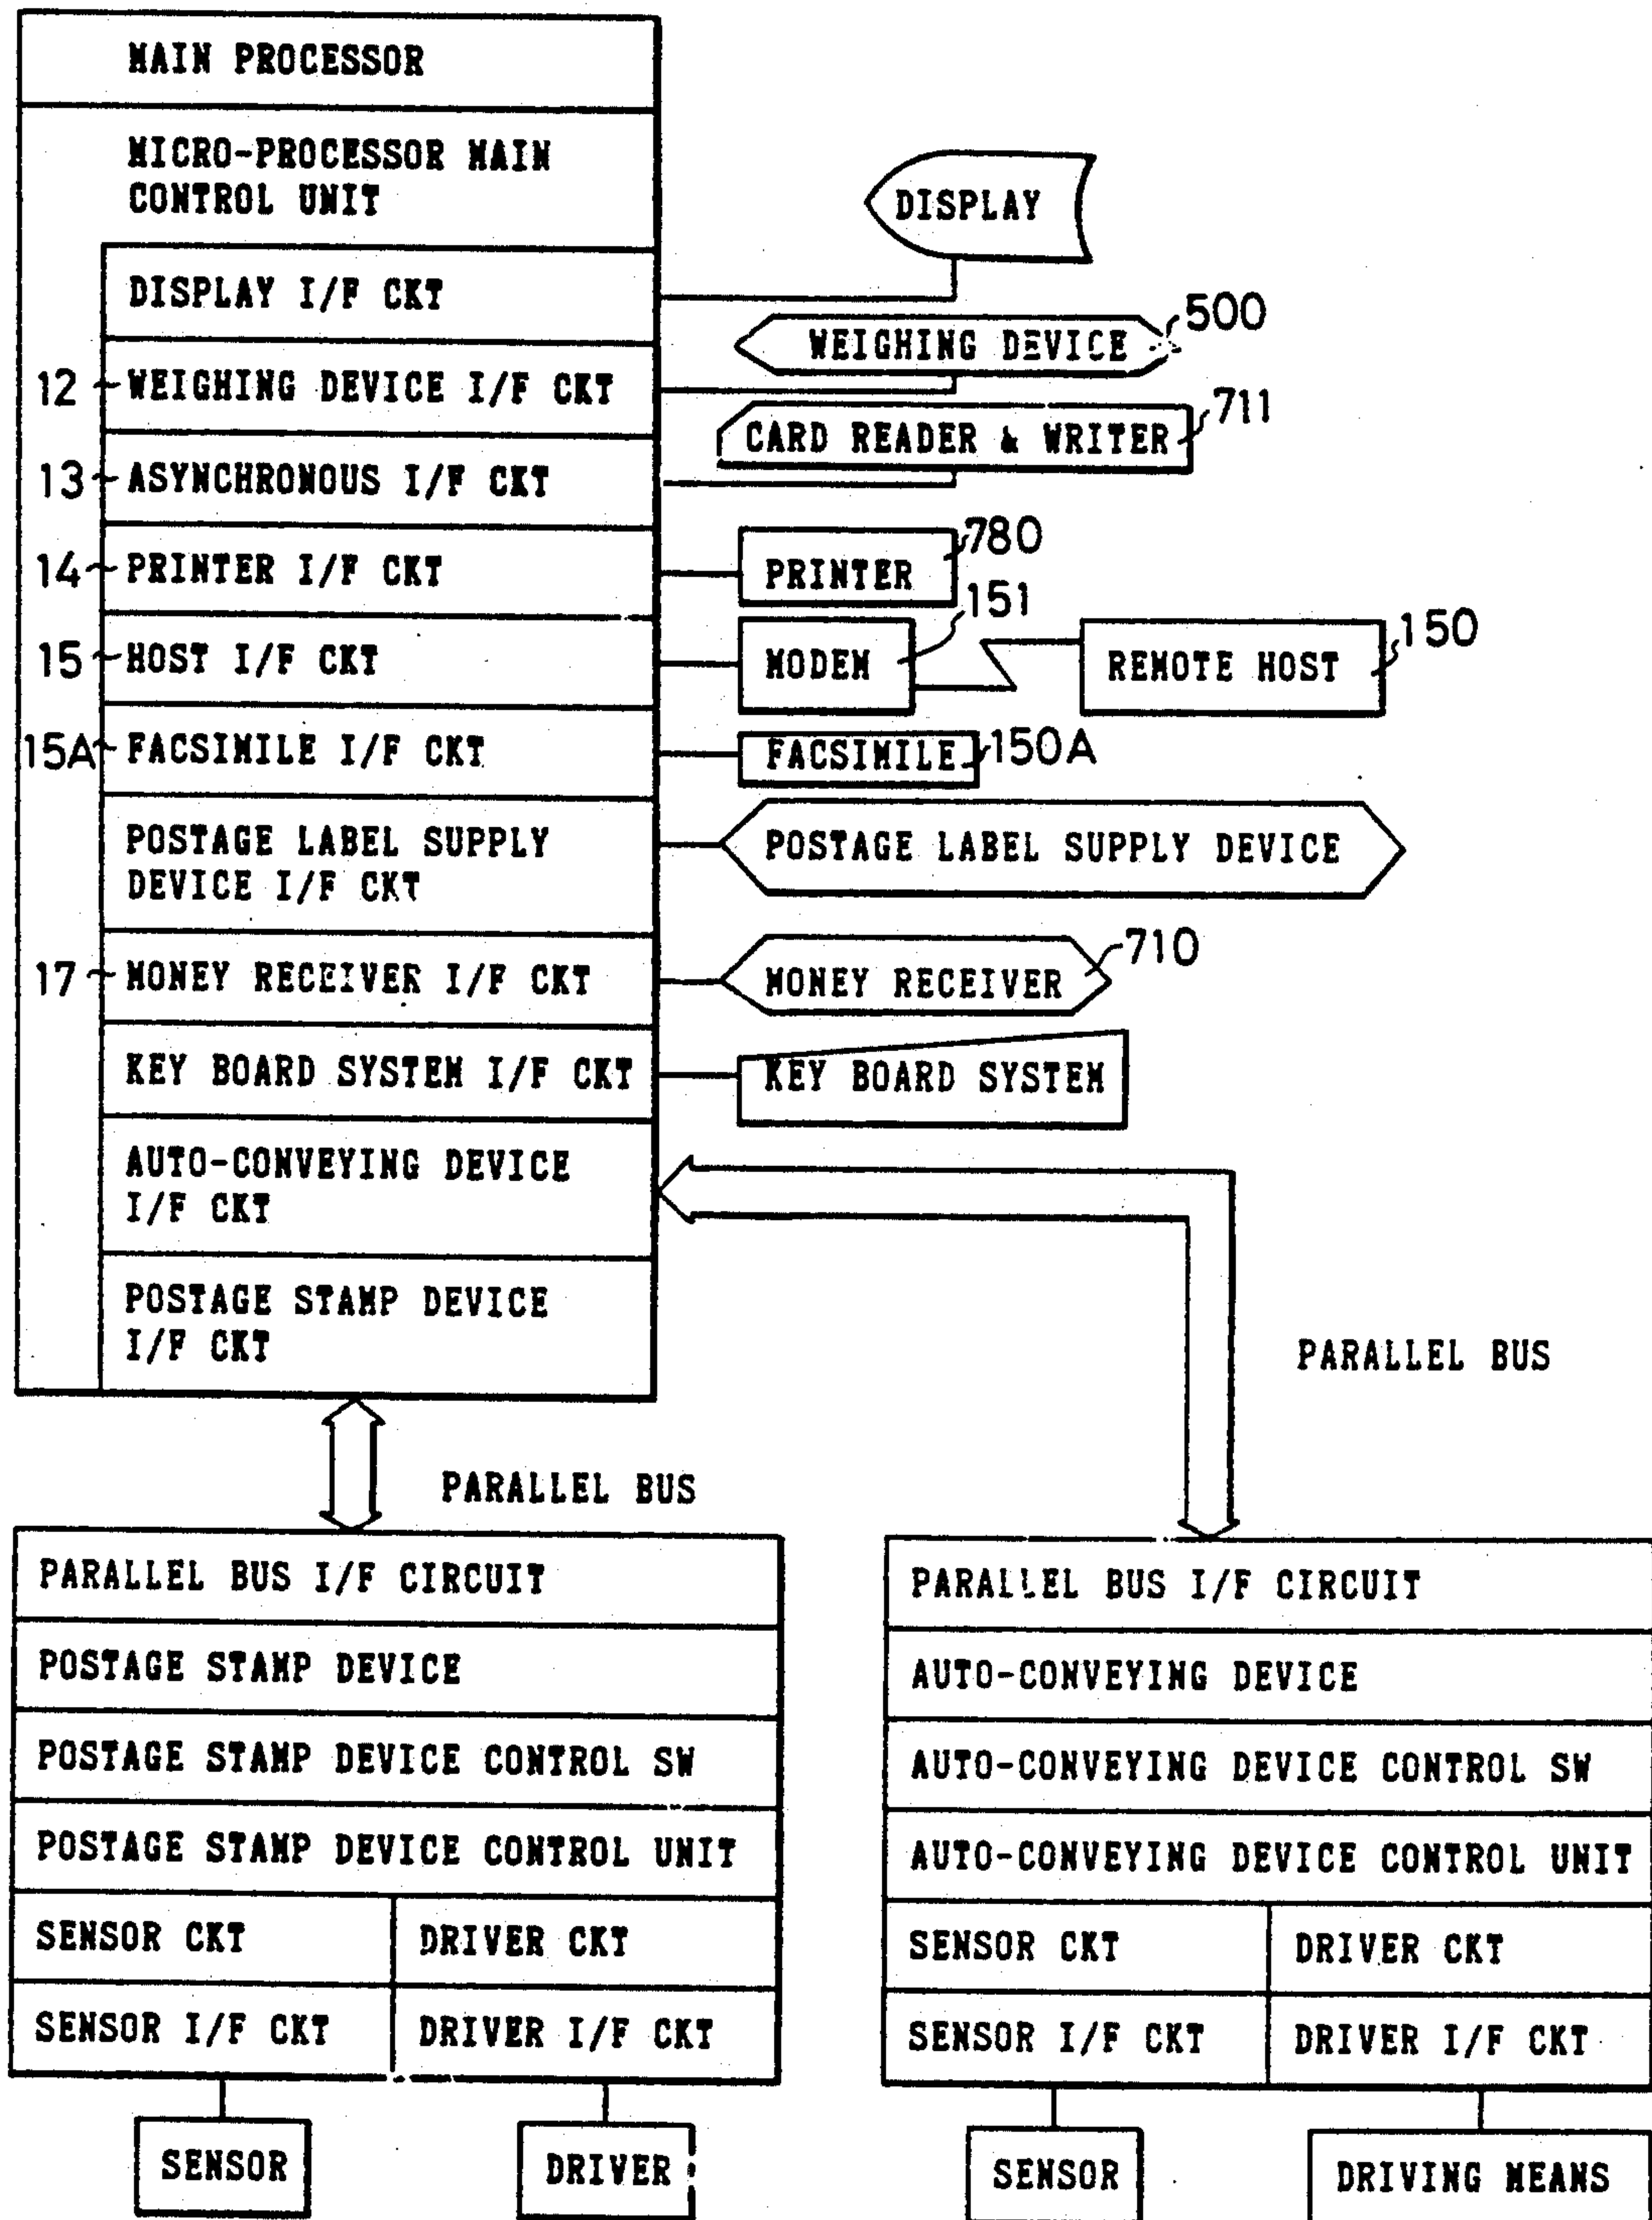 MAIN PROCESSOR
MICRO-PROCESSOR MAIN
CONTROL UNIT
DISPLAY
DISPLAY I/F CKT
500
WEIGHING DEVICE
12
WEIGHING DEVICE I/F CKT
711
CARD READER & WRITER
13
ASYNCHRONOUS I/F CKT
780
14
PRINTER I/F CKT
PRINTER
151
150
15
HOST I/F CKT
MODEM
REMOTE HOST
15A
FACSIMILE I/F CKT
FACSIMILE
150A
POSTAGE LABEL SUPPLY
DEVICE I/F CKT
POSTAGE LABEL SUPPLY DEVICE
710
17
MONEY RECEIVER I/F CKT
MONEY RECEIVER
KEY BOARD SYSTEM I/F CKT
KEY BOARD SYSTEM
AUTO-CONVEYING DEVICE
I/F CKT
POSTAGE STAMP DEVICE
I/F CKT
PARALLEL BUS
PARALLEL BUS
PARALLEL BUS I/F CIRCUIT
POSTAGE STAMP DEVICE
POSTAGE STAMP DEVICE CONTROL SW
POSTAGE STAMP DEVICE CONTROL UNIT
SENSOR CKT
DRIVER CKT
SENSOR I/F CKT
DRIVER I/F CKT
SENSOR
DRIVER
PARALLEL BUS I/F CIRCUIT
AUTO-CONVEYING DEVICE
AUTO-CONVEYING DEVICE CONTROL SW
AUTO-CONVEYING DEVICE CONTROL UNIT
SENSOR CKT
DRIVER CKT
SENSOR I/F CKT
DRIVER I/F CKT
SENSOR
DRIVING MEANS